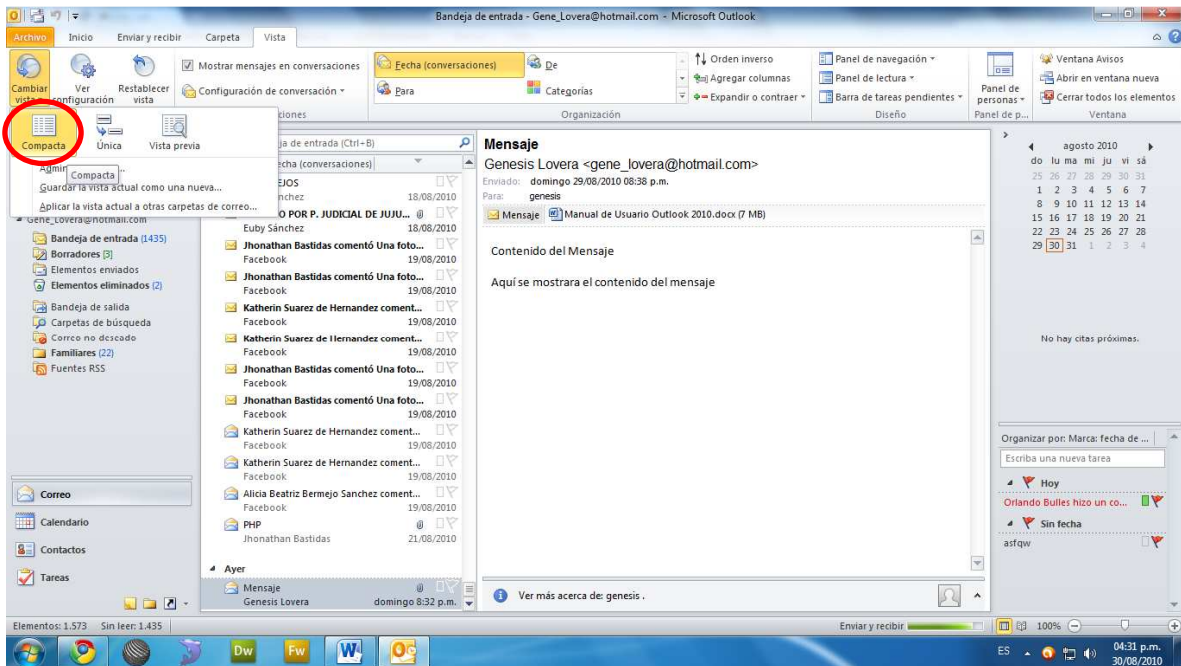 Bandeja de entrada - Gene_Lovera@hotmail.com - Microsoft Outlook
Archivo Inicio Enviar y recibir Carpeta Vista
Cambiar vista
Ver configuración
Restablecer vista
Mostrar mensajes en conversaciones
Configuración de conversación
Fecha (conversaciones)
De
Para
Categorías
Orden inverso
Agregar columnas
Expandir o contraer
Organización
Panel de navegación
Panel de lectura
Barra de tareas pendientes
Diseño
Panel de personas
Panel de p...
Ventana Avisos
Abrir en ventana nueva
Cerrar todos los elementos
Ventana
Compacta
Única
Vista previa
Compacta
Guardar la vista actual como una nueva...
Aplicar la vista actual a otras carpetas de correo...
Gene_Lovera@hotmail.com
Bandeja de entrada (1435)
Borradores [3]
Elementos enviados
Elementos eliminados (2)
Bandeja de salida
Carpetas de búsqueda
Correo no deseado
Familiares (22)
Fuentes RSS
Correo
Calendario
Contactos
Tareas
de entrada (Ctrl+B)
(conversaciones)
18/08/2010
POR P. JUDICIAL DE JUJU...
Euby Sánchez 18/08/2010
Jhonathan Bastidas comentó Una foto...
Facebook 19/08/2010
Jhonathan Bastidas comentó Una foto...
Facebook 19/08/2010
Katherin Suarez de Hernandez coment...
Facebook 19/08/2010
Katherin Suarez de Hernandez coment...
Facebook 19/08/2010
Jhonathan Bastidas comentó Una foto...
Facebook 19/08/2010
Jhonathan Bastidas comentó Una foto...
Facebook 19/08/2010
Katherin Suarez de Hernandez coment...
Facebook 19/08/2010
Katherin Suarez de Hernandez coment...
Facebook 19/08/2010
Alicia Beatriz Bermejo Sanchez coment...
Facebook 19/08/2010
PHP
Jhonathan Bastidas 21/08/2010
Ayer
Mensaje
Genesis Lovera domingo 8:32 p.m.
Mensaje
Genesis Lovera <gene_lovera@hotmail.com>
Enviado: domingo 29/08/2010 08:38 p.m.
Para: genesis
Mensaje Manual de Usuario Outlook 2010.docx (7 MB)
Contenido del Mensaje
Aquí se mostrara el contenido del mensaje
Ver más acerca de: genesis .
agosto 2010
do lu ma mi ju vi sá
25 26 27 28 29 30 31
1 2 3 4 5 6 7
8 9 10 11 12 13 14
15 16 17 18 19 20 21
22 23 24 25 26 27 28
29 30 31 1 2 3 4
No hay citas próximas.
Organizar por: Marca: fecha de ...
Escriba una nueva tarea
Hoy
Orlando Bulles hizo un co...
Sin fecha
asfqw
Elementos: 1.573 Sin leer: 1.435
Enviar y recibir
100%
Dw Fw W
ES
04:31 p.m.
30/08/2010